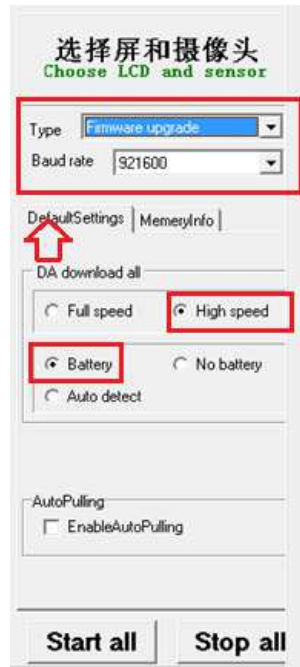 选择屏和摄像头
Choose LCD and sensor
Type Firmware upgrade
Baud rate 921600
DefaultSettings MemeryInfo
DA download all
Full speed High speed
Battery No battery
Auto detect
AutoPulling
EnableAutoPulling
Start all Stop all